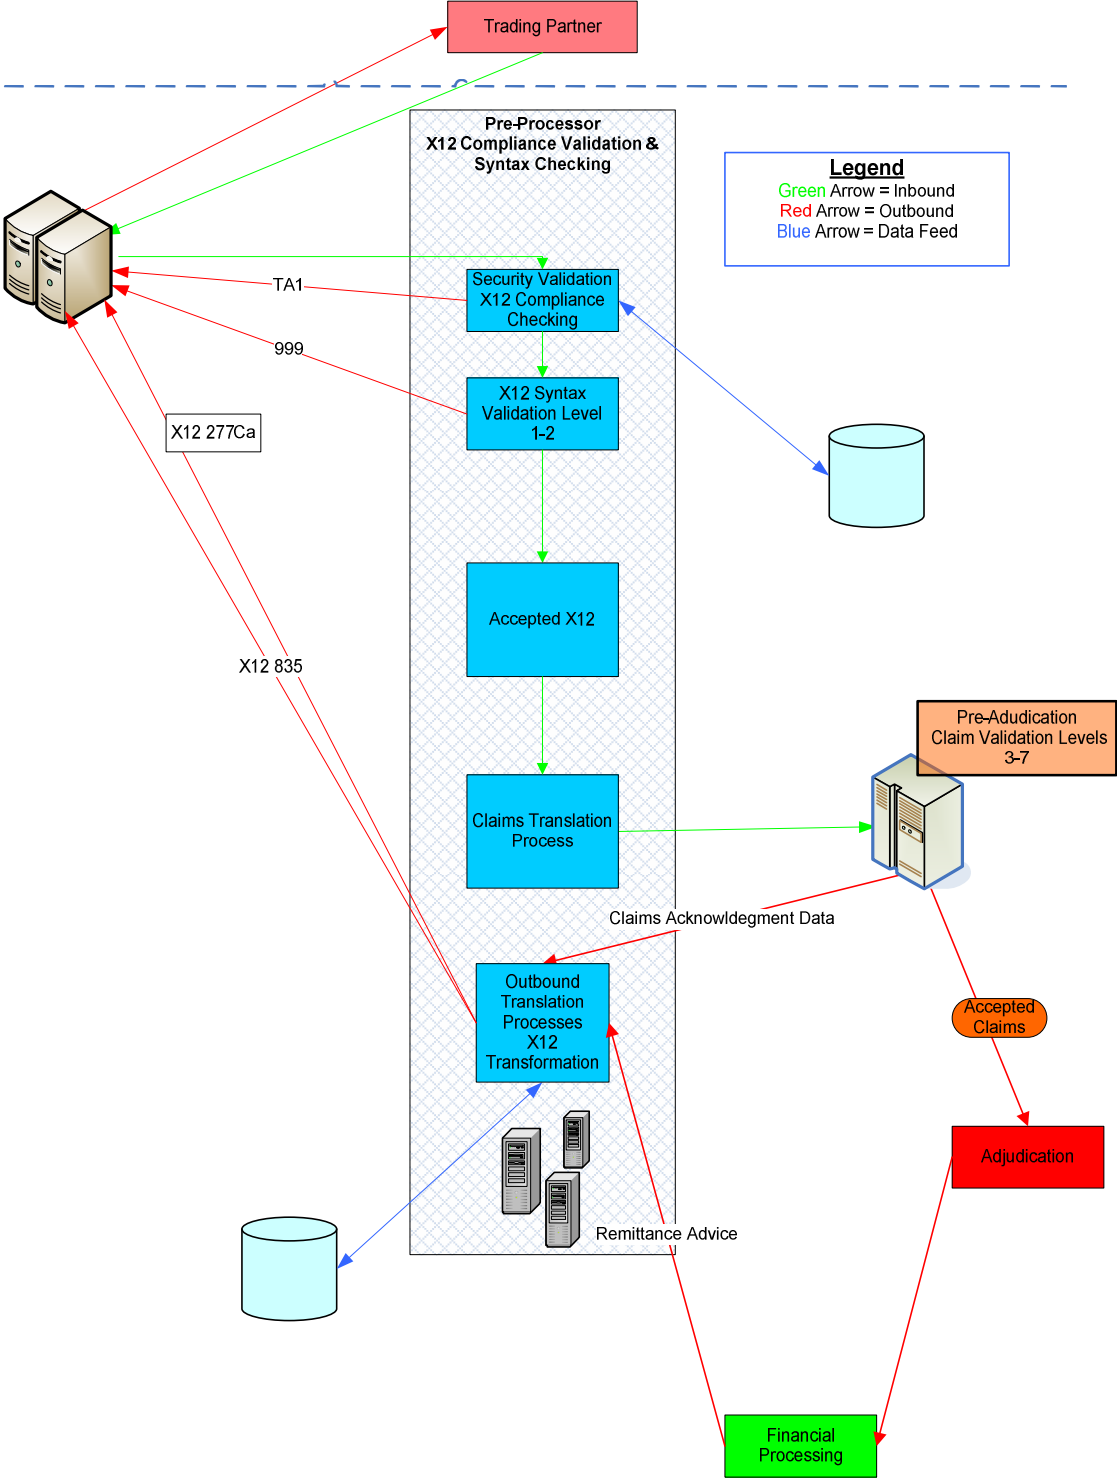 Trading Partner
Pre-Processor
X12 Compliance Validation &
Syntax Checking
Legend
Green Arrow = Inbound
Red Arrow = Outbound
Blue Arrow = Data Feed
Security Validation
X12 Compliance
Checking
TA1
999
X12 Syntax
Validation Level
1-2
X12 277Ca
Accepted X12
X12 835
Pre-Adudication
Claim Validation Levels
3-7
Claims Translation
Process
Claims Acknowldegment Data
Outbound
Translation
Processes
X12
Transformation
Accepted
Claims
Adjudication
Remittance Advice
Financial
Processing